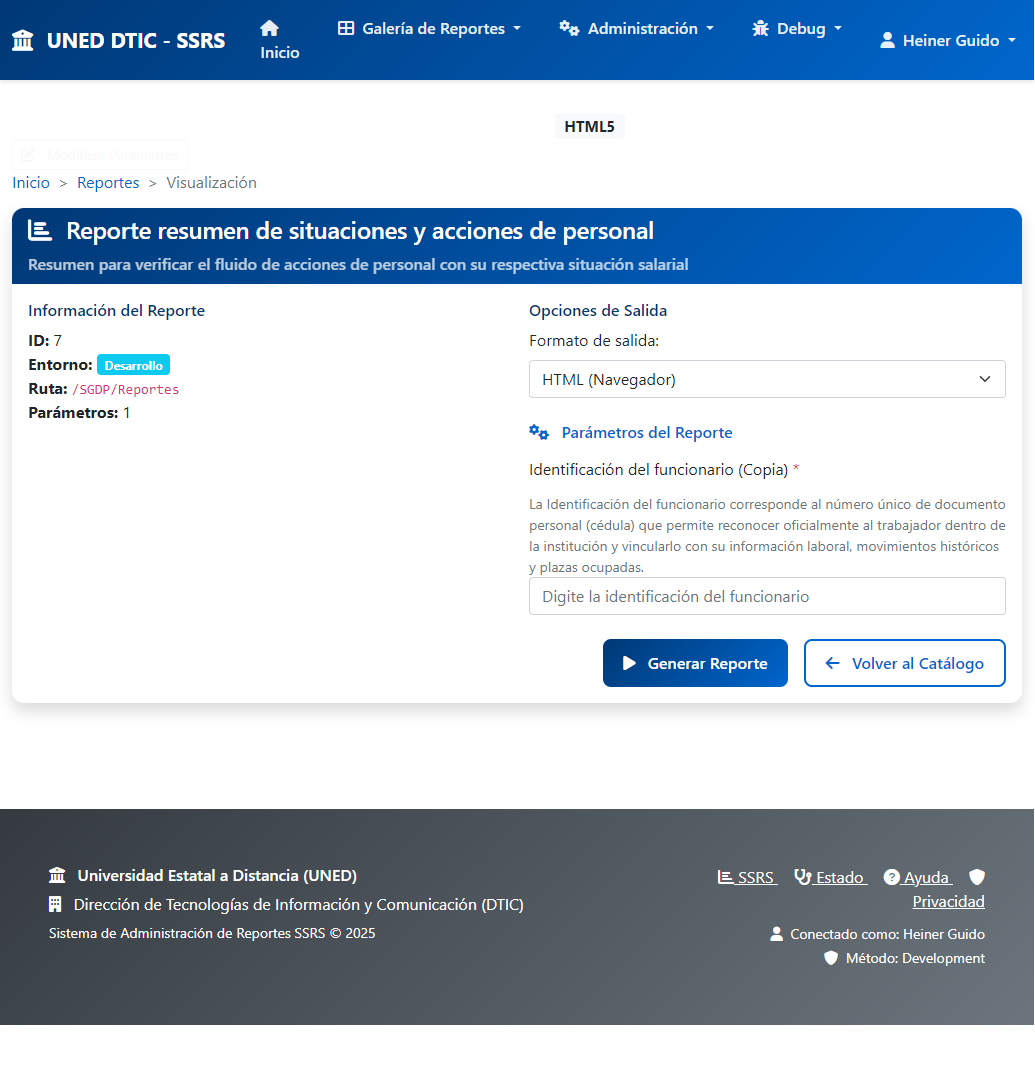 UNED DTIC - SSRS
Inicio
Galería de Reportes
Administración
Debug
Heiner Guido
HTML5
Modificar Parámetros
Inicio > Reportes > Visualización
Reporte resumen de situaciones y acciones de personal
Resumen para verificar el fluido de acciones de personal con su respectiva situación salarial
Información del Reporte
ID: 7
Entorno: Desarrollo
Ruta: /SGDP/Reportes
Parámetros: 1
Opciones de Salida
Formato de salida:
HTML (Navegador)
Parámetros del Reporte
Identificación del funcionario (Copia) *
La Identificación del funcionario corresponde al número único de documento
personal (cédula) que permite reconocer oficialmente al trabajador dentro de
la institución y vincularlo con su información laboral, movimientos históricos
y plazas ocupadas.
Digite la identificación del funcionario
Generar Reporte
Volver al Catálogo
Universidad Estatal a Distancia (UNED)
Dirección de Tecnologías de Información y Comunicación (DTIC)
Sistema de Administración de Reportes SSRS © 2025
SSRS Estado Ayuda
Privacidad
Conectado como: Heiner Guido
Método: Development